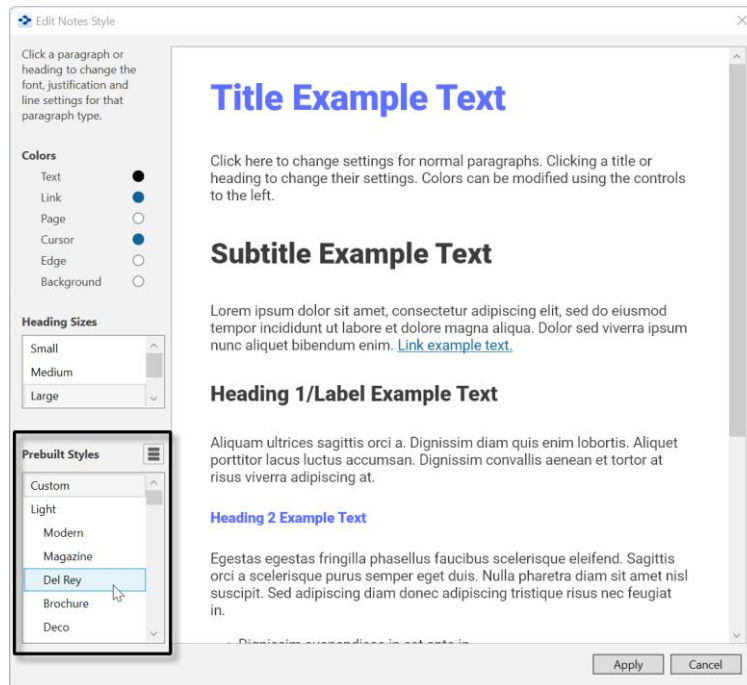 Edit Notes Style
Click a paragraph or
heading to change the
font, justification and
line settings for that
paragraph type.
Colors
Text
Link
Page
Cursor
Edge
Background
Heading Sizes
Small
Medium
Large
Prebuilt Styles
Custom
Light
Modern
Magazine
Del Rey
Brochure
Deco
Title Example Text
Click here to change settings for normal paragraphs. Clicking a title or
heading to change their settings. Colors can be modified using the controls
to the left.
Subtitle Example Text
Lorem ipsum dolor sit amet, consectetur adipiscing elit, sed do eiusmod
tempor incididunt ut labore et dolore magna aliqua. Dolor sed viverra ipsum
nunc aliquet bibendum enim. Link example text.
Heading 1/Label Example Text
Aliquam ultrices sagittis orci a. Dignissim diam quis enim lobortis. Aliquet
porttitor lacus luctus accumsan. Dignissim convallis aenean et tortor at
risus viverra adipiscing at.
Heading 2 Example Text
Egestas egestas fringilla phasellus faucibus scelerisque eleifend. Sagittis
orci a scelerisque purus semper eget duis. Nulla pharetra diam sit amet nisl
suscipit. Sed adipiscing diam donec adipiscing tristique risus nec feugiat
in.
Apply
Cancel